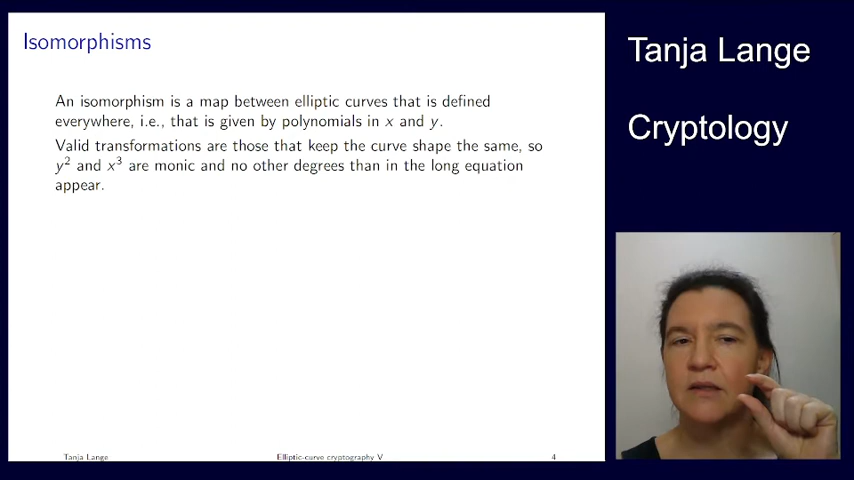 Isomorphisms
An isomorphism is a map between elliptic curves that is defined
everywhere, i.e., that is given by polynomials in x and y.
Valid transformations are those that keep the curve shape the same, so
y² and x³ are monic and no other degrees than in the long equation
appear.
Tanja Lange
Elliptic-curve cryptography V
4
Tanja Lange
Cryptology